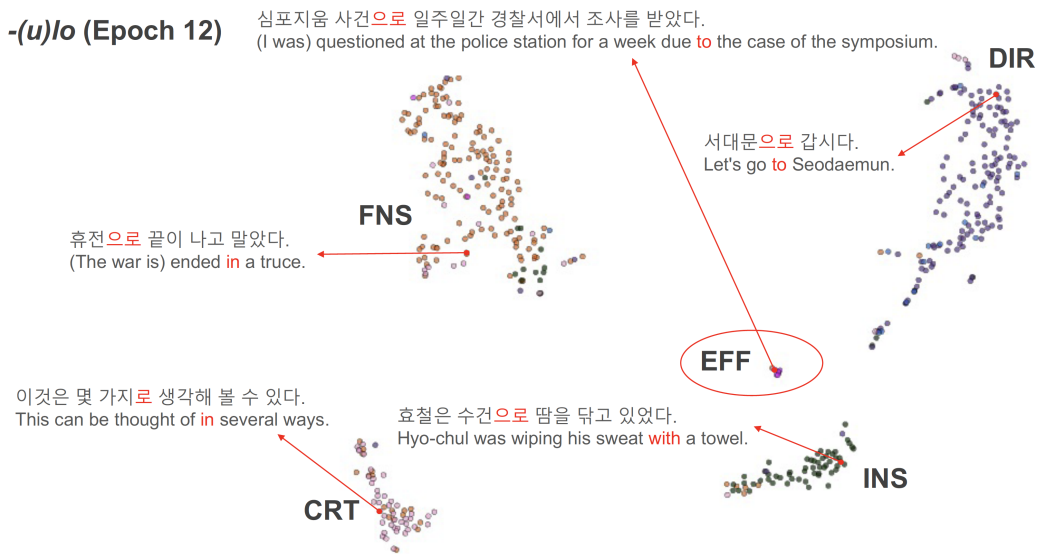 -(u)lo (Epoch 12)
심포지움 사건으로 일주일간 경찰서에서 조사를 받았다.
(I was) questioned at the police station for a week due to the case of the symposium.
DIR
서대문으로 갑시다.
Let's go to Seodaemun.
FNS
휴전으로 끝이 나고 말았다.
(The war is) ended in a truce.
EFF
이것은 몇 가지로 생각해 볼 수 있다.
This can be thought of in several ways.
효철은 수건으로 땀을 닦고 있었다.
Hyo-chul was wiping his sweat with a towel.
INS
CRT